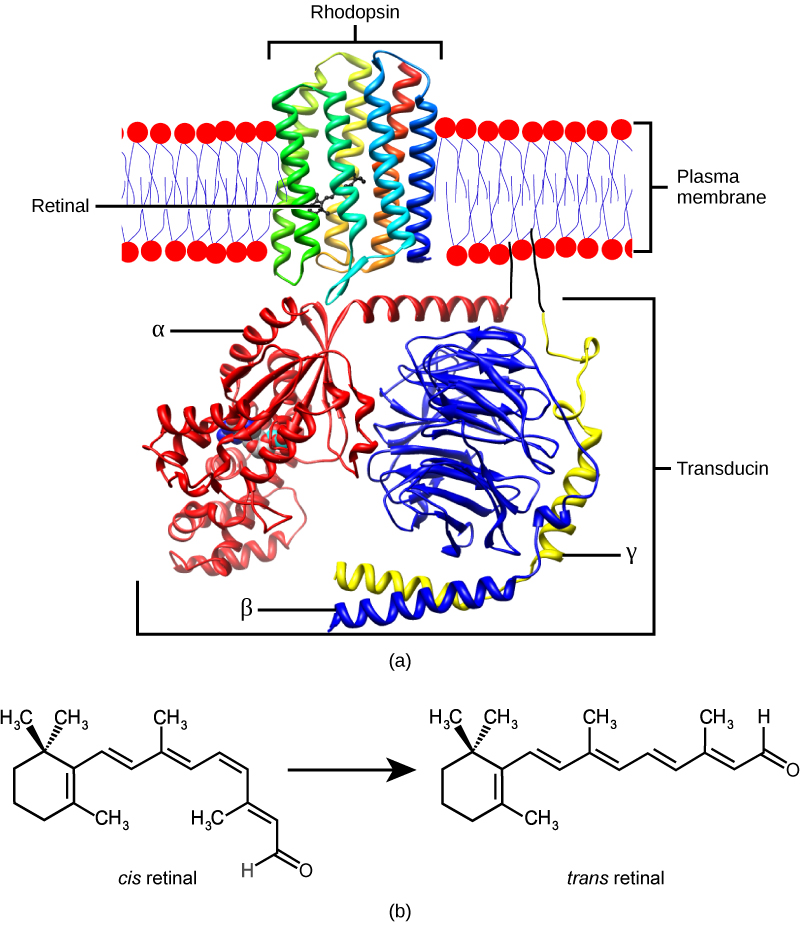 Rhodopsin
Retinal
Plasma
membrane
α
Transducin
γ
β
(a)
H₃C CH₃ CH₃
CH₃
H₃C
H O
cis retinal
H₃C CH₃ CH₃ CH₃ H
O
CH₃
trans retinal
(b)